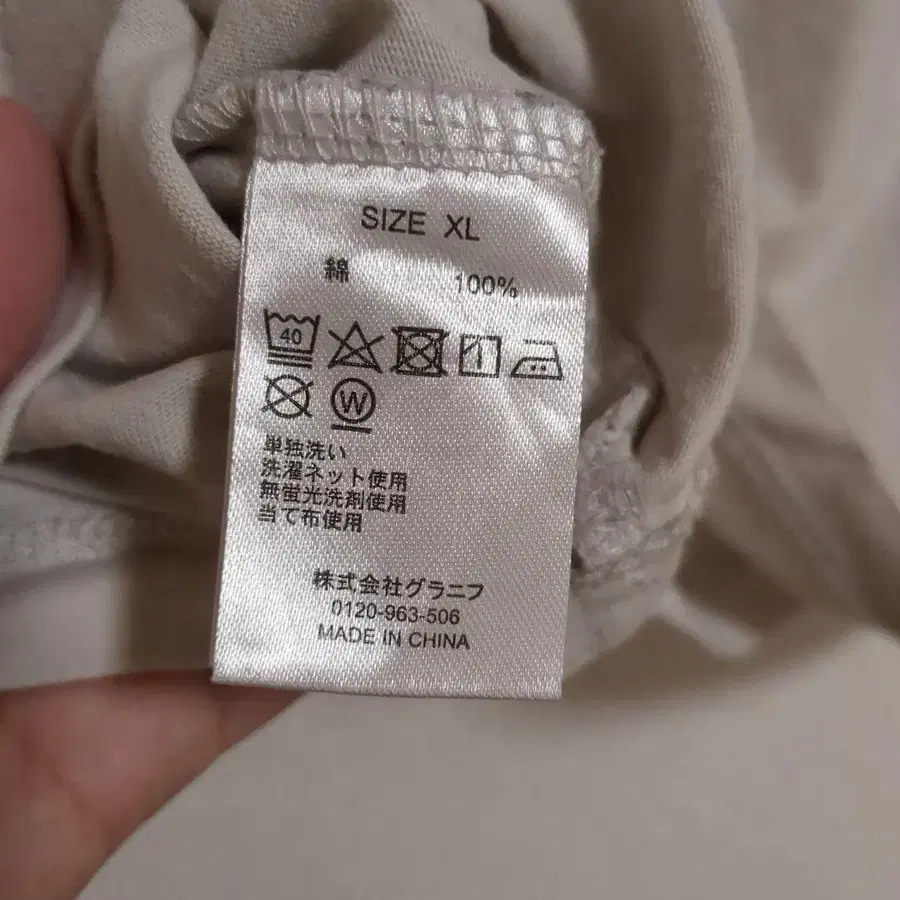 SIZE XL
綿 100%
40
W
単独洗い
洗濯ネット使用
無蛍光洗剤使用
当て布使用
株式会社グラニフ
0120-963-506
MADE IN CHINA